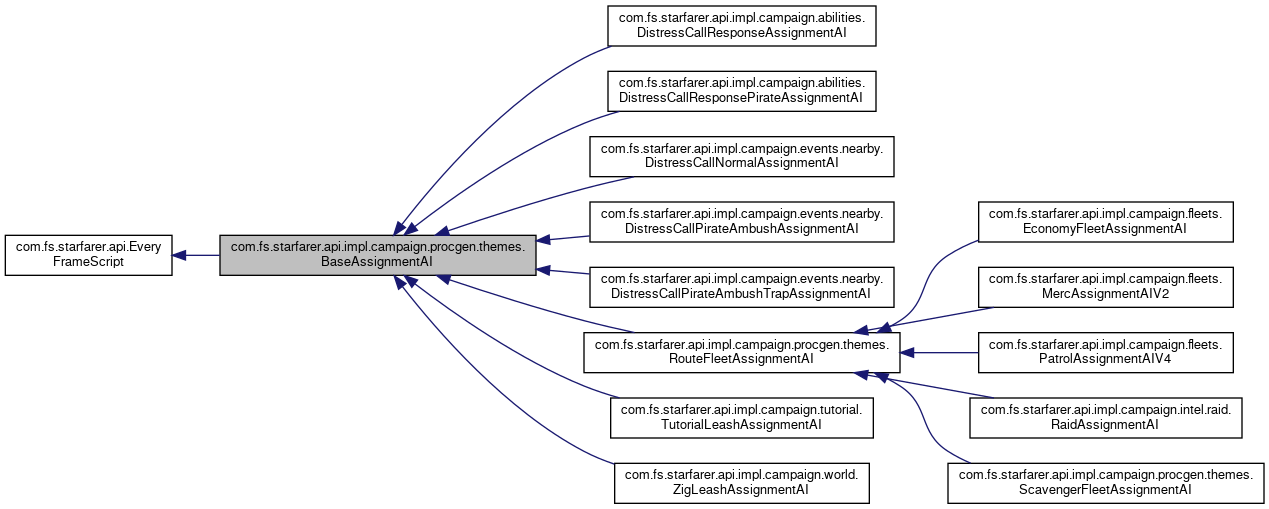 com.fs.starfarer.api.impl.campaign.abilities.
DistressCallResponseAssignmentAI
com.fs.starfarer.api.impl.campaign.abilities.
DistressCallResponsePirateAssignmentAI
com.fs.starfarer.api.impl.campaign.events.nearby.
DistressCallNormalAssignmentAI
com.fs.starfarer.api.impl.campaign.events.nearby.
DistressCallPirateAmbushAssignmentAI
com.fs.starfarer.api.impl.campaign.fleets.
EconomyFleetAssignmentAI
com.fs.starfarer.api.Every
FrameScript
com.fs.starfarer.api.impl.campaign.procgen.themes.
BaseAssignmentAI
com.fs.starfarer.api.impl.campaign.events.nearby.
DistressCallPirateAmbushTrapAssignmentAI
com.fs.starfarer.api.impl.campaign.fleets.
MercAssignmentAIV2
com.fs.starfarer.api.impl.campaign.procgen.themes.
RouteFleetAssignmentAI
com.fs.starfarer.api.impl.campaign.fleets.
PatrolAssignmentAIV4
com.fs.starfarer.api.impl.campaign.tutorial.
TutorialLeashAssignmentAI
com.fs.starfarer.api.impl.campaign.intel.raid.
RaidAssignmentAI
com.fs.starfarer.api.impl.campaign.world.
ZigLeashAssignmentAI
com.fs.starfarer.api.impl.campaign.procgen.themes.
ScavengerFleetAssignmentAI